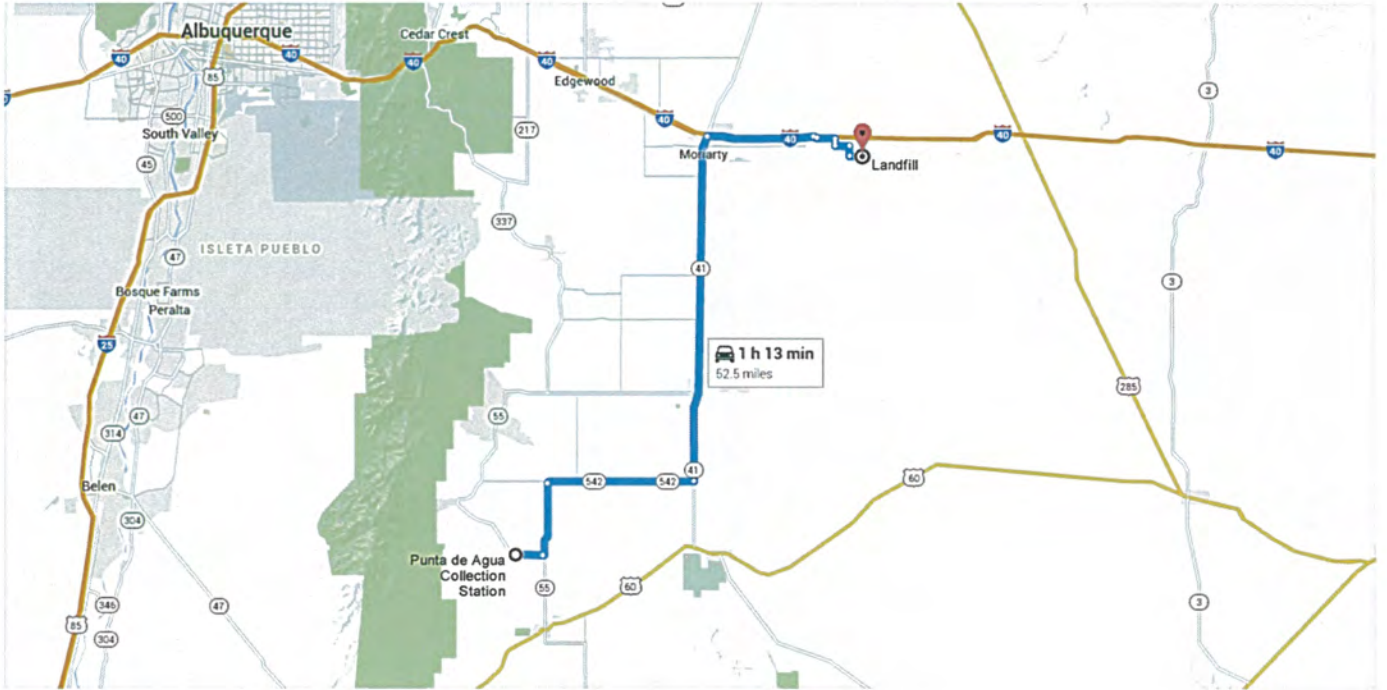 Albuquerque
Cedar Crest
40
40
40
40
85
Edgewood
500
South Valley
217
40
3
45
Moriarty
40
40
40
Landfill
337
ISLETA PUEBLO
47
41
3
Bosque Farms
Peralta
25
1 h 13 min
52.5 miles
285
55
47
314
41
542
542
60
Belen
304
Punta de Agua
Collection
Station
55
60
346
47
3
85
304